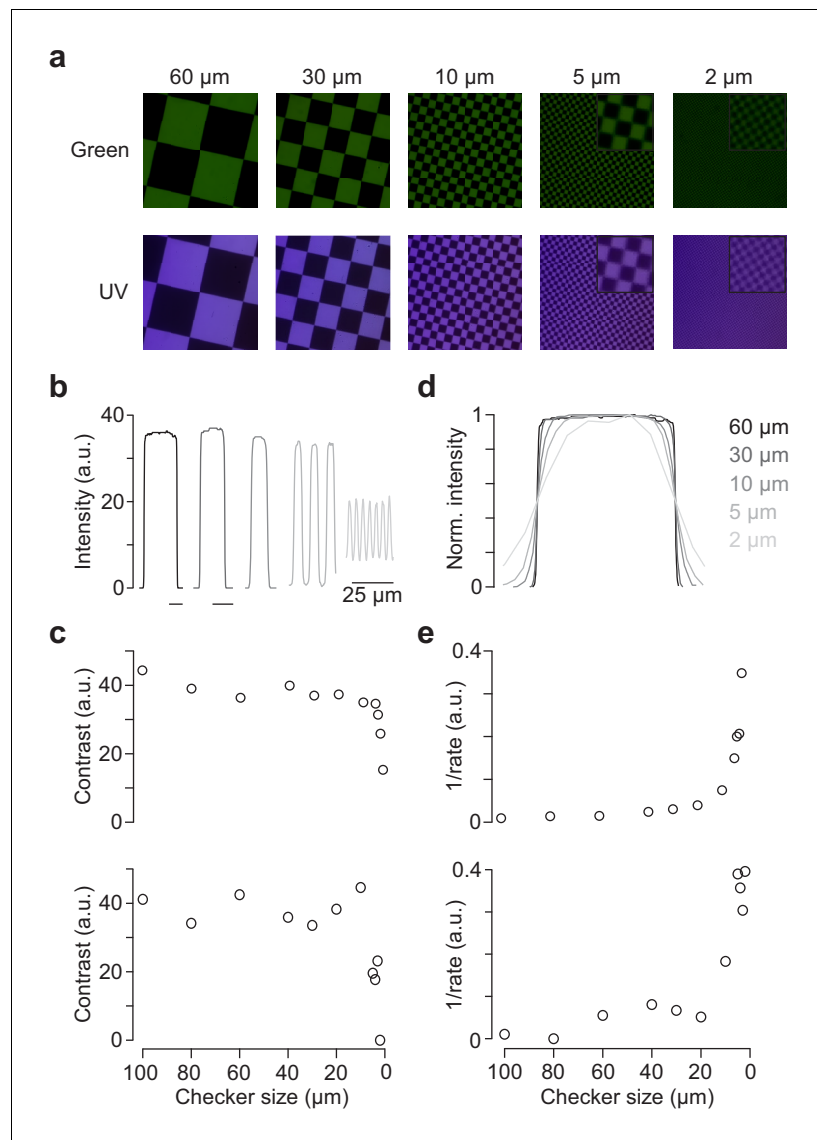 a
60 µm 30 µm 10 µm 5 µm 2 µm
Green
UV
b
40
20
0
Intensity (a.u.)
25 µm
d
1
0
Norm. intensity
60 µm
30 µm
10 µm
5 µm
2 µm
c
40
20
0
Contrast (a.u.)
40
20
0
Contrast (a.u.)
100 80 60 40 20 0
Checker size (µm)
e
0.4
0
1/rate (a.u.)
0.4
0
1/rate (a.u.)
100 80 60 40 20 0
Checker size (µm)